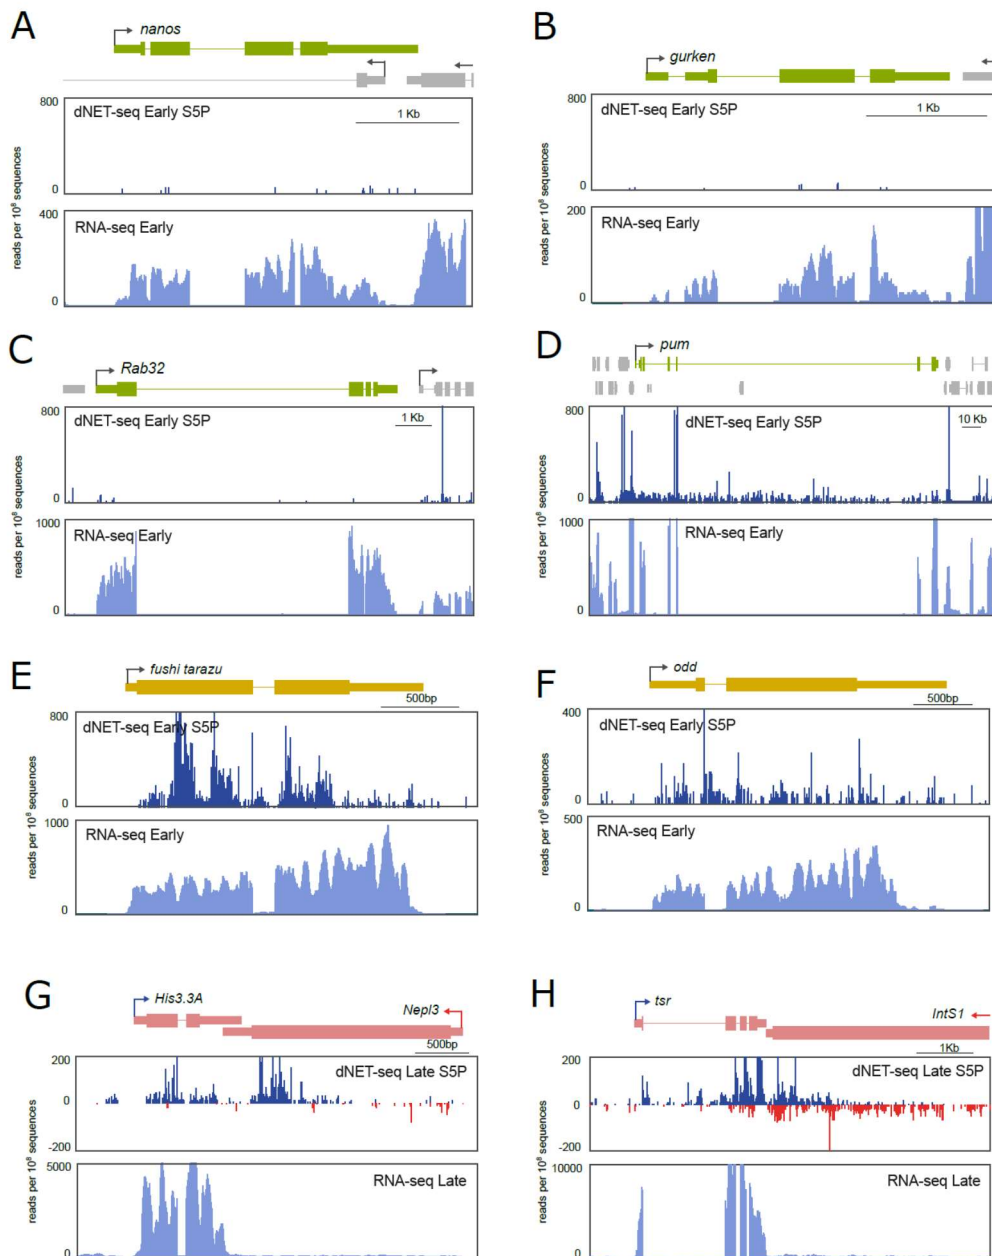 A
nanos
800
dNET-seq Early S5P
1 Kb
0
400
RNA-seq Early
0
reads per 10⁸ sequences
B
gurken
800
dNET-seq Early S5P
1 Kb
0
200
RNA-seq Early
0
reads per 10⁸ sequences
C
Rab32
800
dNET-seq Early S5P
1 Kb
0
1000
RNA-seq Early
0
reads per 10⁸ sequences
D
pum
800
dNET-seq Early S5P
10 Kb
0
1000
RNA-seq Early
0
reads per 10⁸ sequences
E
fushi tarazu
500bp
800
dNET-seq Early S5P
0
1000
RNA-seq Early
0
reads per 10⁸ sequences
F
odd
500bp
400
dNET-seq Early S5P
0
500
RNA-seq Early
0
reads per 10⁸ sequences
G
His3.3A
Nepl3
500bp
200
dNET-seq Late S5P
0
-200
5000
RNA-seq Late
0
reads per 10⁸ sequences
H
tsr
IntS1
1Kb
200
dNET-seq Late S5P
0
-200
10000
RNA-seq Late
0
reads per 10⁸ sequences